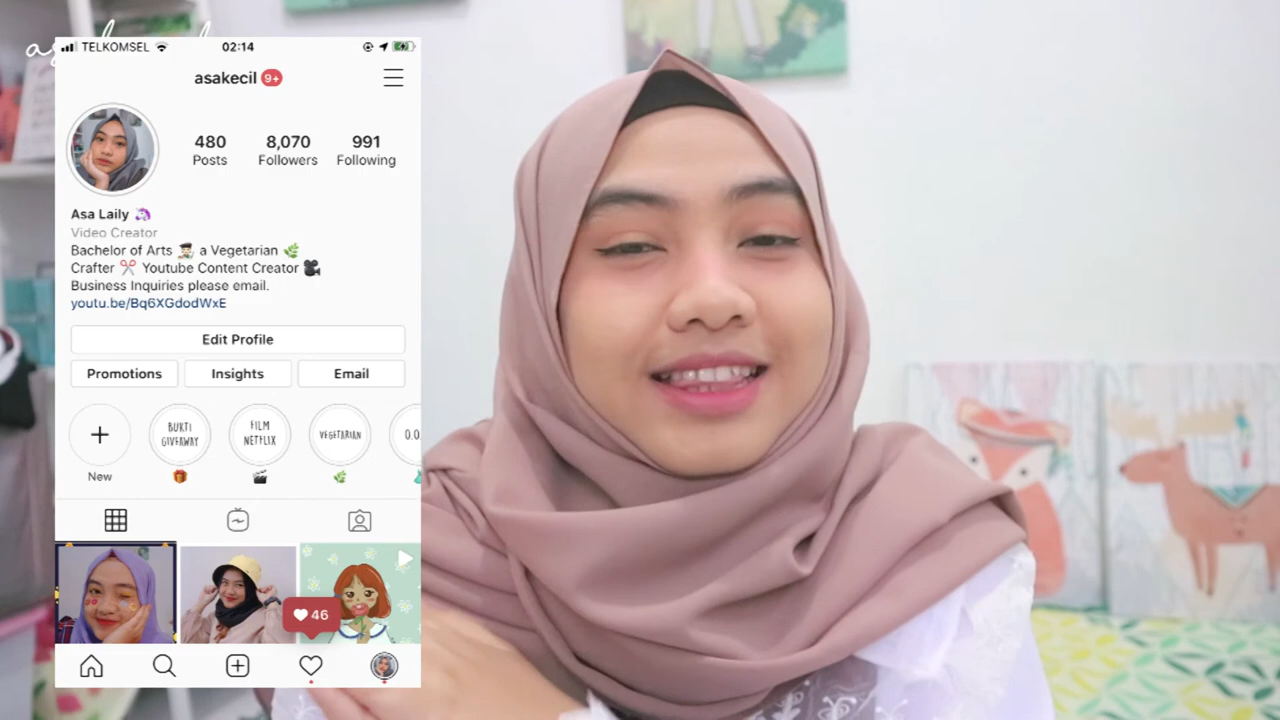 TELKOMSEL 02:14
asakecil 9+
480 8,070 991
Posts Followers Following
Asa Laily
Video Creator
Bachelor of Arts a Vegetarian
Crafter Youtube Content Creator
Business Inquiries please email.
youtu.be/Bq6XGdodWxE
Edit Profile
Promotions Insights Email
BUKTI GIVEAWAY
FILM NETFLIX
VEGETARIAN
New
46